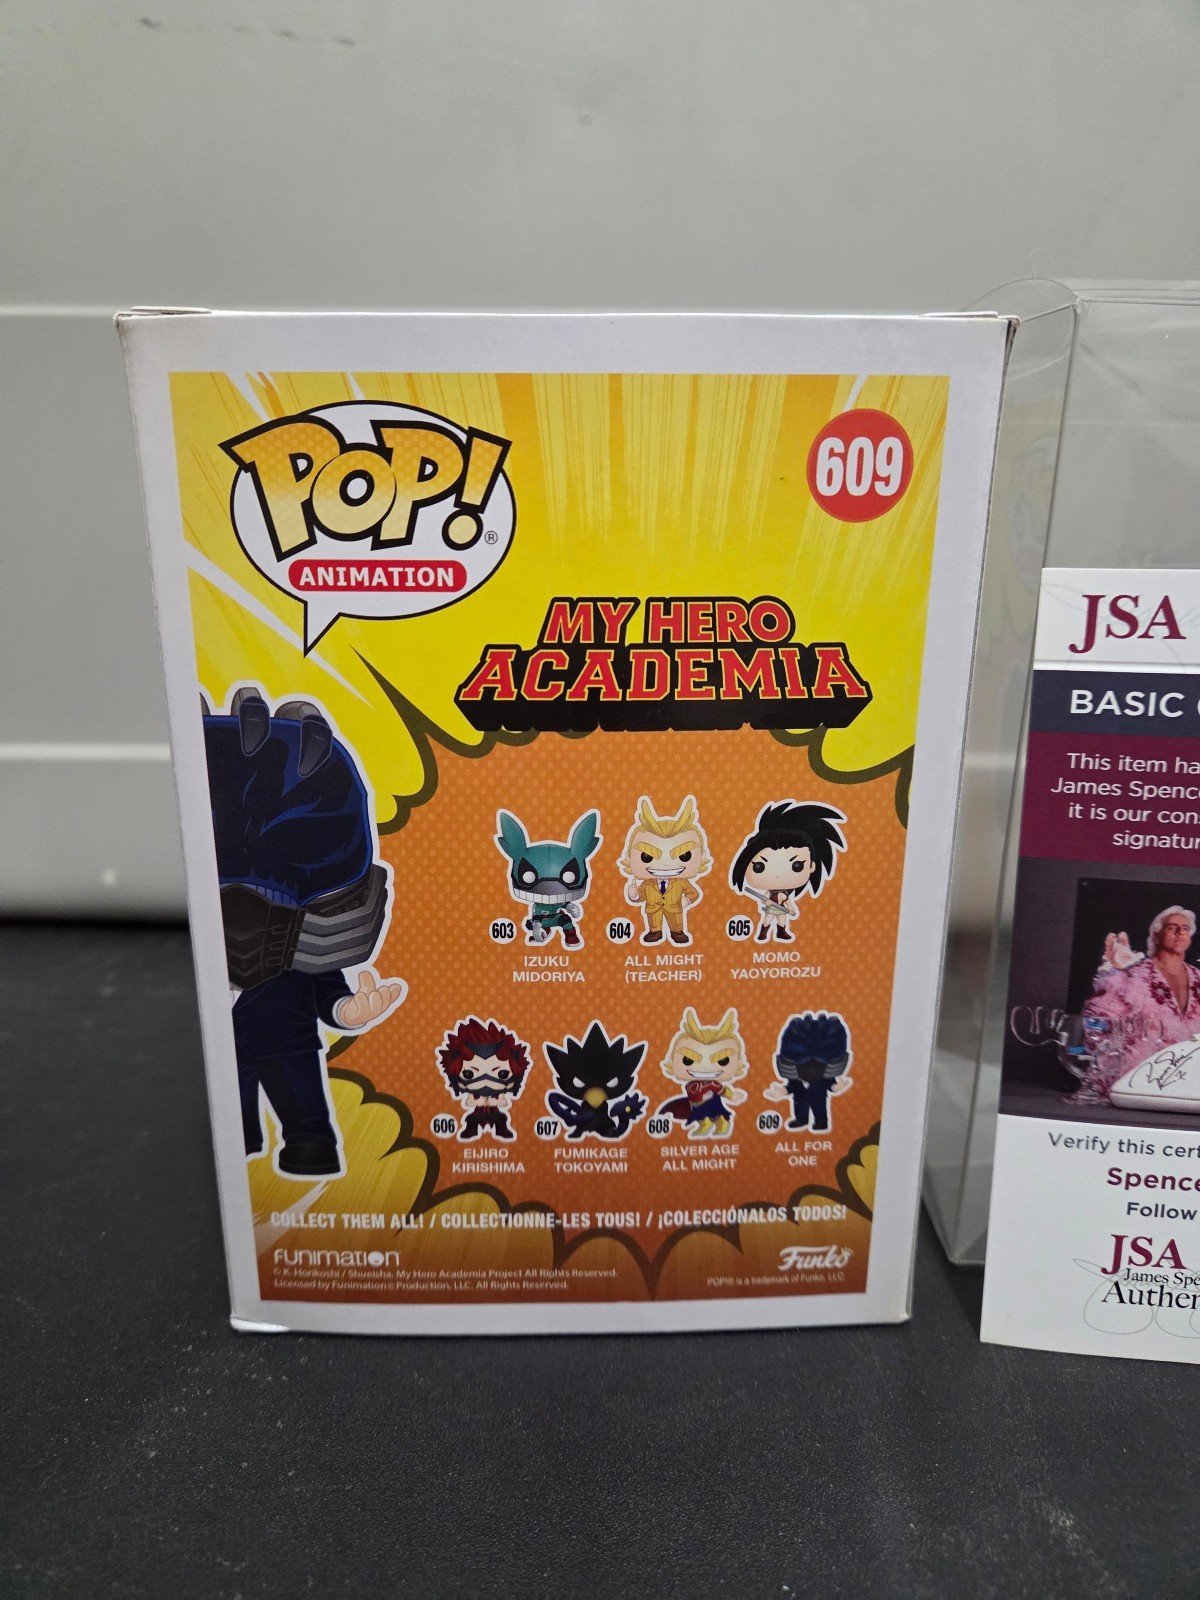 POP!
®
ANIMATION
609
MY HERO
ACADEMIA
603
IZUKU
MIDORIYA
604
ALL MIGHT
(TEACHER)
605
MOMO
YAOYOROZU
606
EIJIRO
KIRISHIMA
607
FUMIKAGE
TOKOYAMI
608
SILVER AGE
ALL MIGHT
609
ALL FOR
ONE
COLLECT THEM ALL! / COLLECTIONNE-LES TOUS! / ¡COLECCIÓNALOS TODOS!
FUNIMATION
© K. Horikoshi / Shueisha, My Hero Academia Project All Rights Reserved.
Licensed by Funimation® Production, LLC. All Rights Reserved.
Funko
POP!® is a trademark of Funko, LLC.
JSA
BASIC
This item ha
James Spenc
it is our con
signatur
Verify this cert
Spence
Follow
JSA
James Spe
Authen